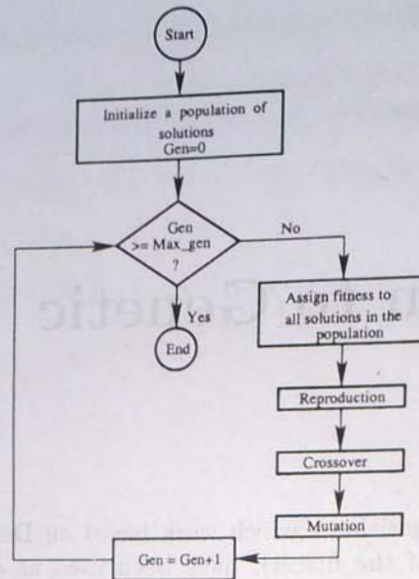 Start
Initialize a population of
solutions
Gen=0
Gen
>= Max_gen
?
No
Yes
End
Assign fitness to
all solutions in the
population
Reproduction
Crossover
Mutation
Gen = Gen+1